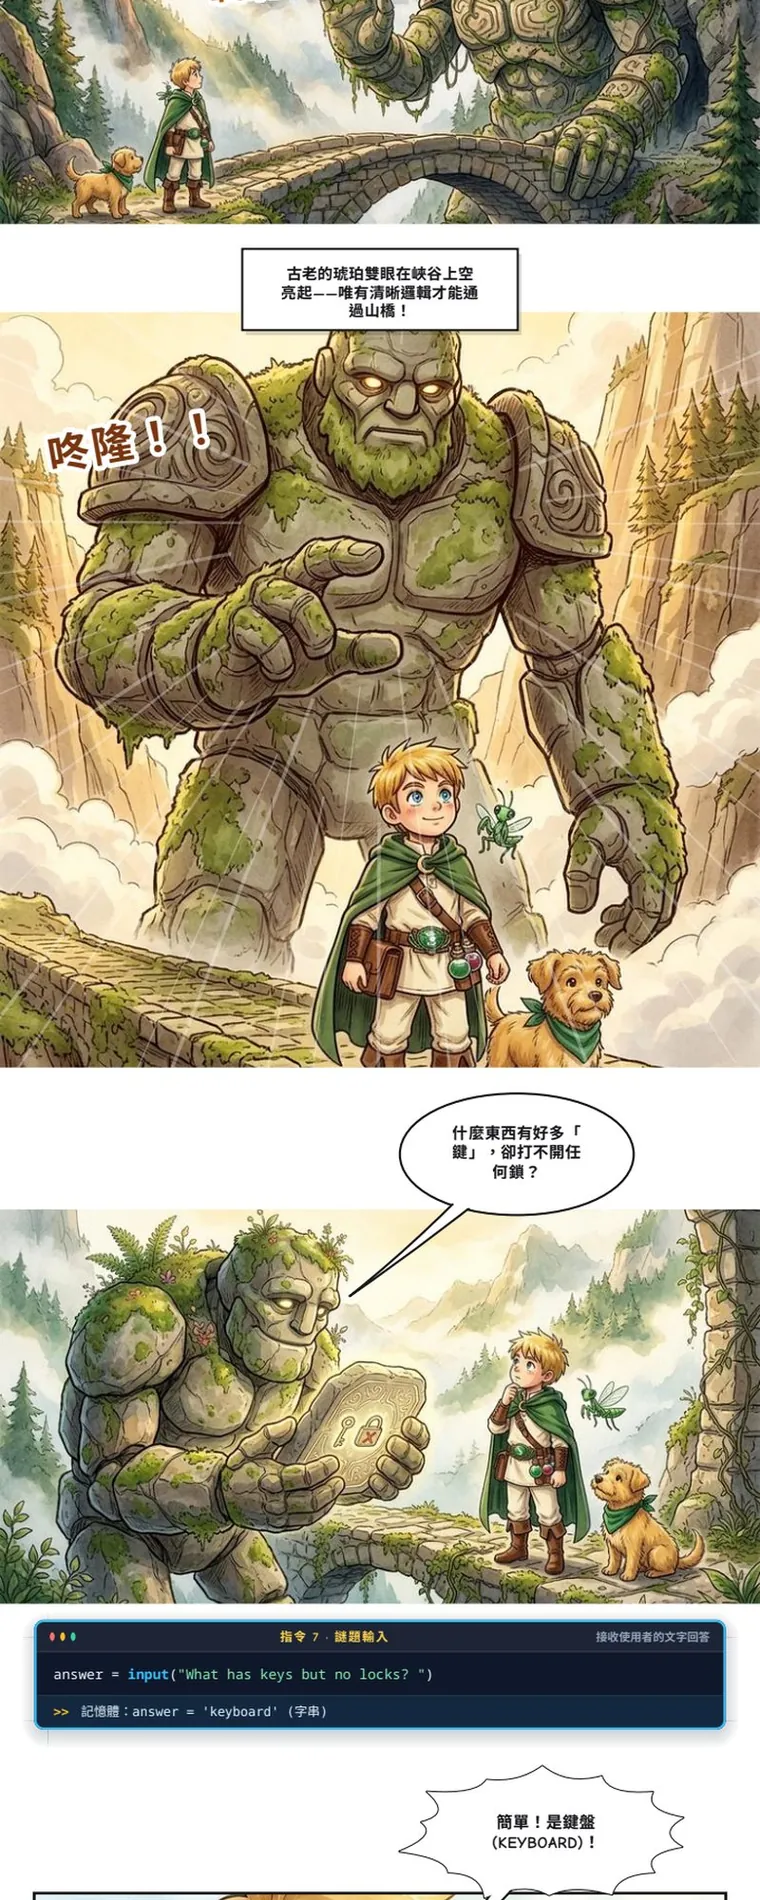 古老的琥珀雙眼在峽谷上空
亮起——唯有清晰邏輯才能通
過山橋！
咚隆！！
什麼東西有好多「
鍵」，卻打不開任
何鎖？
指令 7 · 謎題輸入
接收使用者的文字回答
answer = input("What has keys but no locks? ")
>> 記憶體：answer = 'keyboard' (字串)
簡單！是鍵盤
(KEYBOARD)！